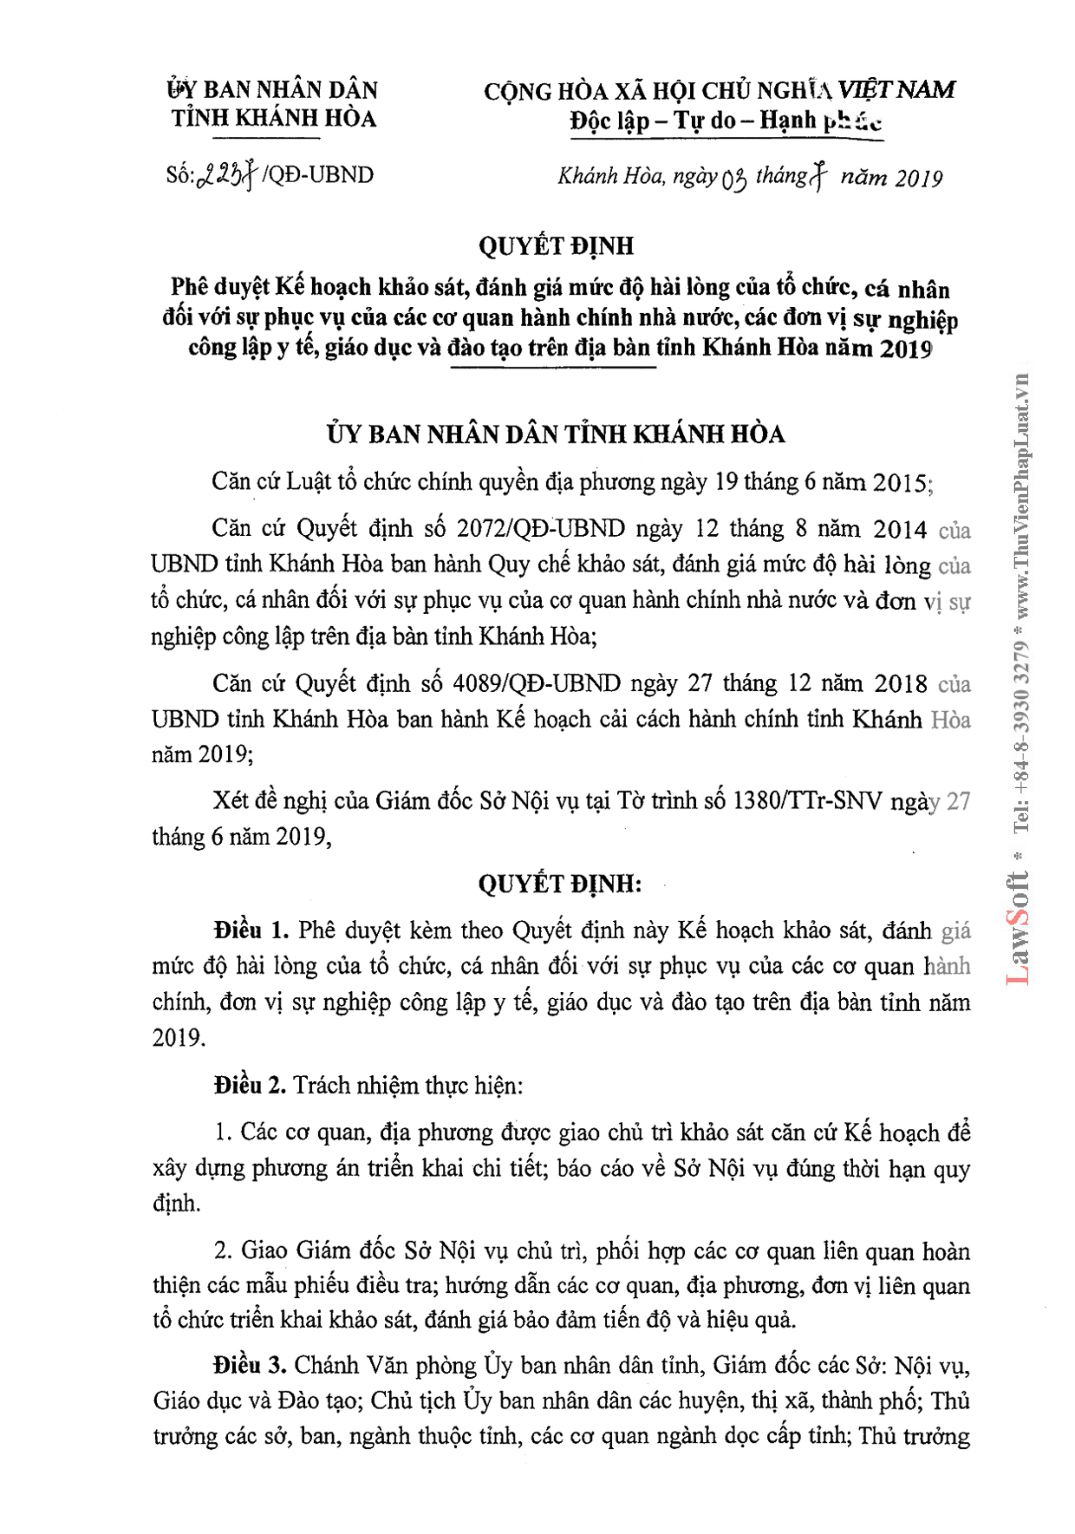 ỦY BAN NHÂN DÂN
TỈNH KHÁNH HÒA
Số: 2237/QĐ-UBND
CỘNG HÒA XÃ HỘI CHỦ NGHĨA VIỆT NAM
Độc lập – Tự do – Hạnh phúc
Khánh Hòa, ngày 03 tháng 7 năm 2019
QUYẾT ĐỊNH
Phê duyệt Kế hoạch khảo sát, đánh giá mức độ hài lòng của tổ chức, cá nhân
đối với sự phục vụ của các cơ quan hành chính nhà nước, các đơn vị sự nghiệp
công lập y tế, giáo dục và đào tạo trên địa bàn tỉnh Khánh Hòa năm 2019
ỦY BAN NHÂN DÂN TỈNH KHÁNH HÒA
Căn cứ Luật tổ chức chính quyền địa phương ngày 19 tháng 6 năm 2015;
Căn cứ Quyết định số 2072/QĐ-UBND ngày 12 tháng 8 năm 2014 của
UBND tỉnh Khánh Hòa ban hành Quy chế khảo sát, đánh giá mức độ hài lòng của
tổ chức, cá nhân đối với sự phục vụ của cơ quan hành chính nhà nước và đơn vị sự
nghiệp công lập trên địa bàn tỉnh Khánh Hòa;
Căn cứ Quyết định số 4089/QĐ-UBND ngày 27 tháng 12 năm 2018 của
UBND tỉnh Khánh Hòa ban hành Kế hoạch cải cách hành chính tỉnh Khánh Hòa
năm 2019;
Xét đề nghị của Giám đốc Sở Nội vụ tại Tờ trình số 1380/TTr-SNV ngày 27
tháng 6 năm 2019,
QUYẾT ĐỊNH:
Điều 1. Phê duyệt kèm theo Quyết định này Kế hoạch khảo sát, đánh giá
mức độ hài lòng của tổ chức, cá nhân đối với sự phục vụ của các cơ quan hành
chính, đơn vị sự nghiệp công lập y tế, giáo dục và đào tạo trên địa bàn tỉnh năm
2019.
Điều 2. Trách nhiệm thực hiện:
1. Các cơ quan, địa phương được giao chủ trì khảo sát căn cứ Kế hoạch để
xây dựng phương án triển khai chi tiết; báo cáo về Sở Nội vụ đúng thời hạn quy
định.
2. Giao Giám đốc Sở Nội vụ chủ trì, phối hợp các cơ quan liên quan hoàn
thiện các mẫu phiếu điều tra; hướng dẫn các cơ quan, địa phương, đơn vị liên quan
tổ chức triển khai khảo sát, đánh giá bảo đảm tiến độ và hiệu quả.
Điều 3. Chánh Văn phòng Ủy ban nhân dân tỉnh, Giám đốc các Sở: Nội vụ,
Giáo dục và Đào tạo; Chủ tịch Ủy ban nhân dân các huyện, thị xã, thành phố; Thủ
trưởng các sở, ban, ngành thuộc tỉnh, các cơ quan ngành dọc cấp tỉnh; Thủ trưởng
LawSoft * Tel: +84-8-3930 3279 * www.ThuVienPhapLuat.vn